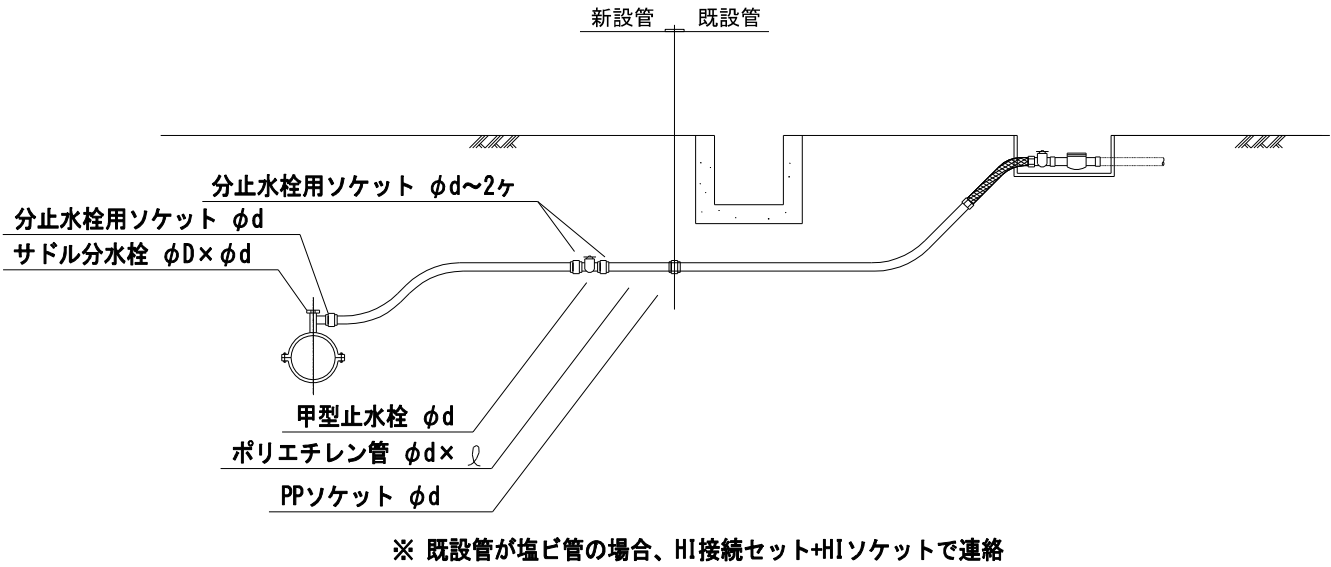 新設管 既設管
分止水栓用ソケット φd～2ヶ
分止水栓用ソケット φd
サドル分水栓 φD×φd
甲型止水栓 φd
ポリエチレン管 φd× ℓ
PPソケット φd
※ 既設管が塩ビ管の場合、HI接続セット+HIソケットで連絡